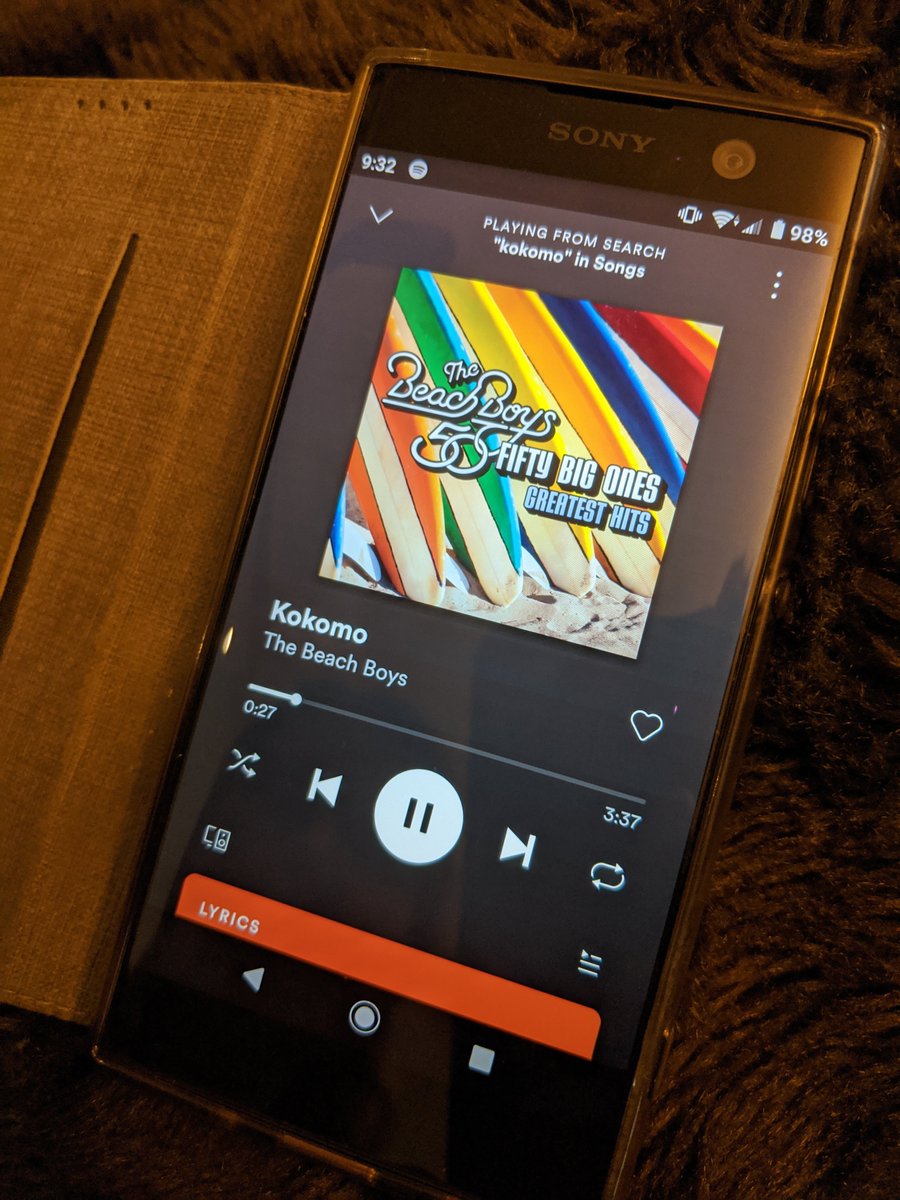 SONY
9:32
98%
PLAYING FROM SEARCH
"kokomo" in Songs
The
Beach Boys
50 FIFTY BIG ONES
GREATEST HITS
Kokomo
The Beach Boys
0:27
3:37
LYRICS